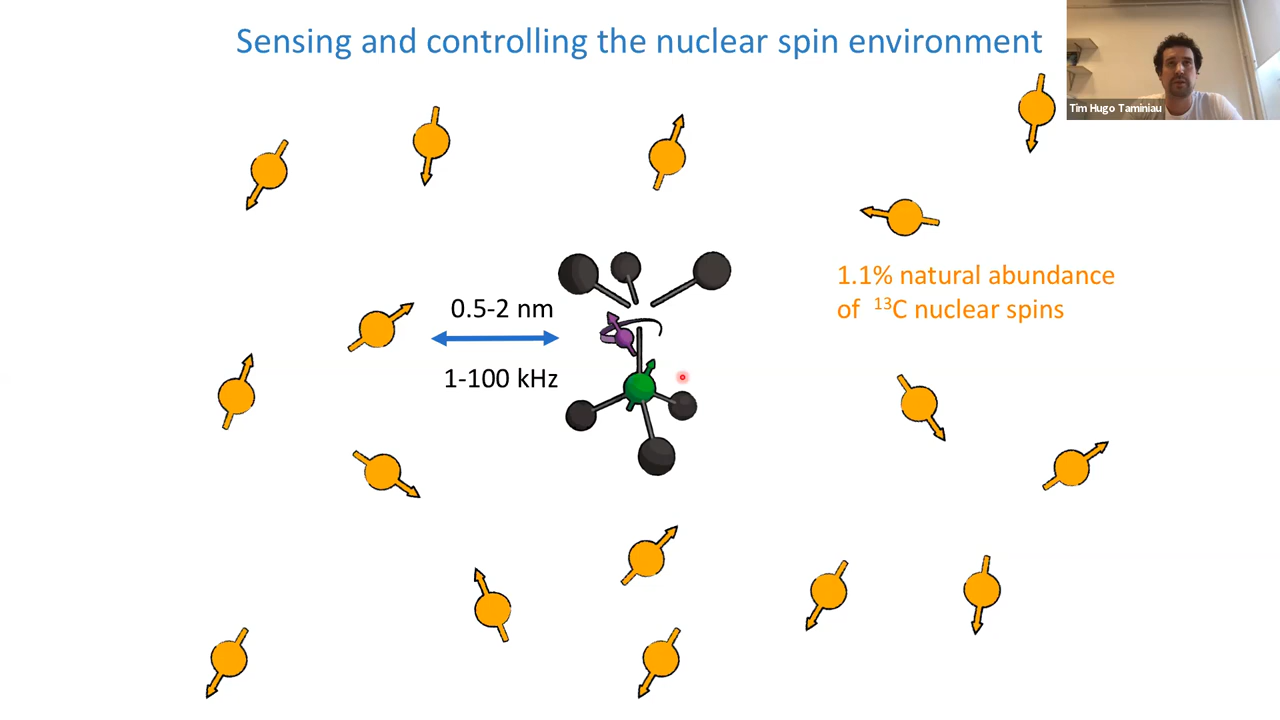 Sensing and controlling the nuclear spin environment
Tim Hugo Taminiau
1.1% natural abundance
of ¹³C nuclear spins
0.5-2 nm
1-100 kHz